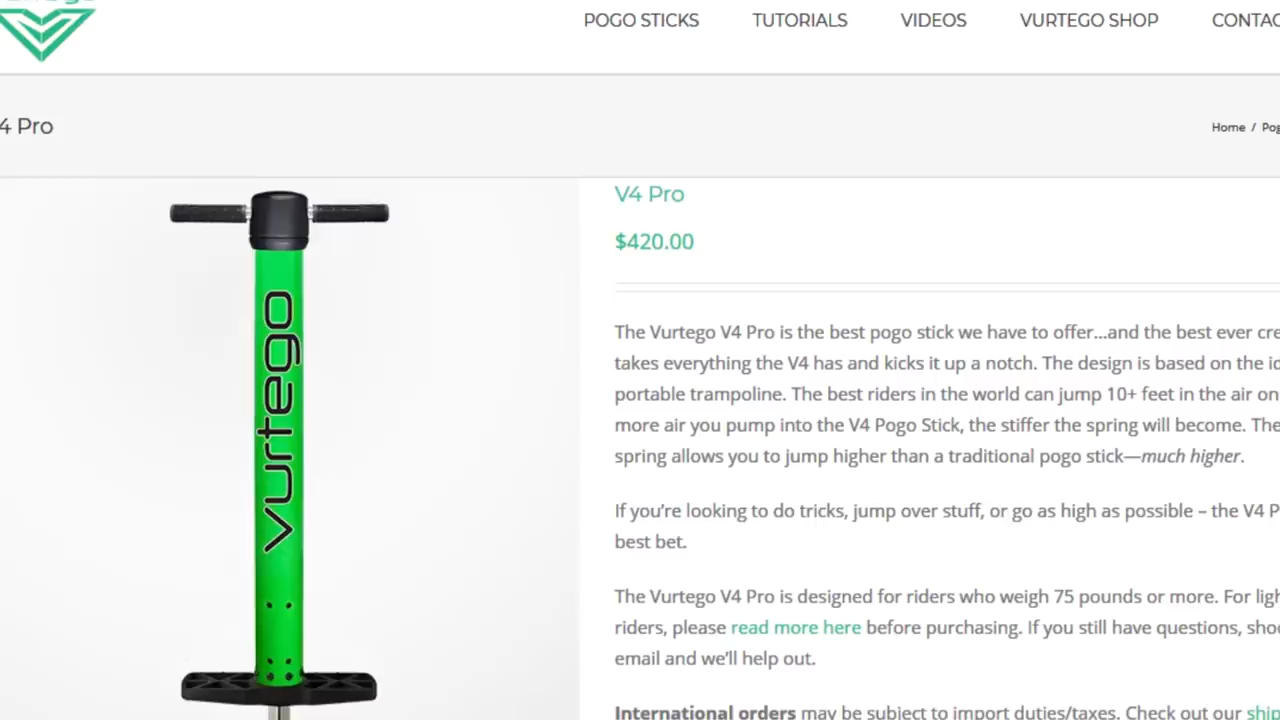 POGO STICKS TUTORIALS VIDEOS VURTEGO SHOP
4 Pro
Home /
vurtego
V4 Pro
$420.00
The Vurtego V4 Pro is the best pogo stick we have to offer...and the best ever
takes everything the V4 has and kicks it up a notch. The design is based on the
portable trampoline. The best riders in the world can jump 10+ feet in the air on
more air you pump into the V4 Pogo Stick, the stiffer the spring will become. The
spring allows you to jump higher than a traditional pogo stick—much higher.
If you're looking to do tricks, jump over stuff, or go as high as possible – the V4
best bet.
The Vurtego V4 Pro is designed for riders who weigh 75 pounds or more. For
riders, please read more here before purchasing. If you still have questions,
email and we'll help out.
International orders may be subject to import duties/taxes. Check out our